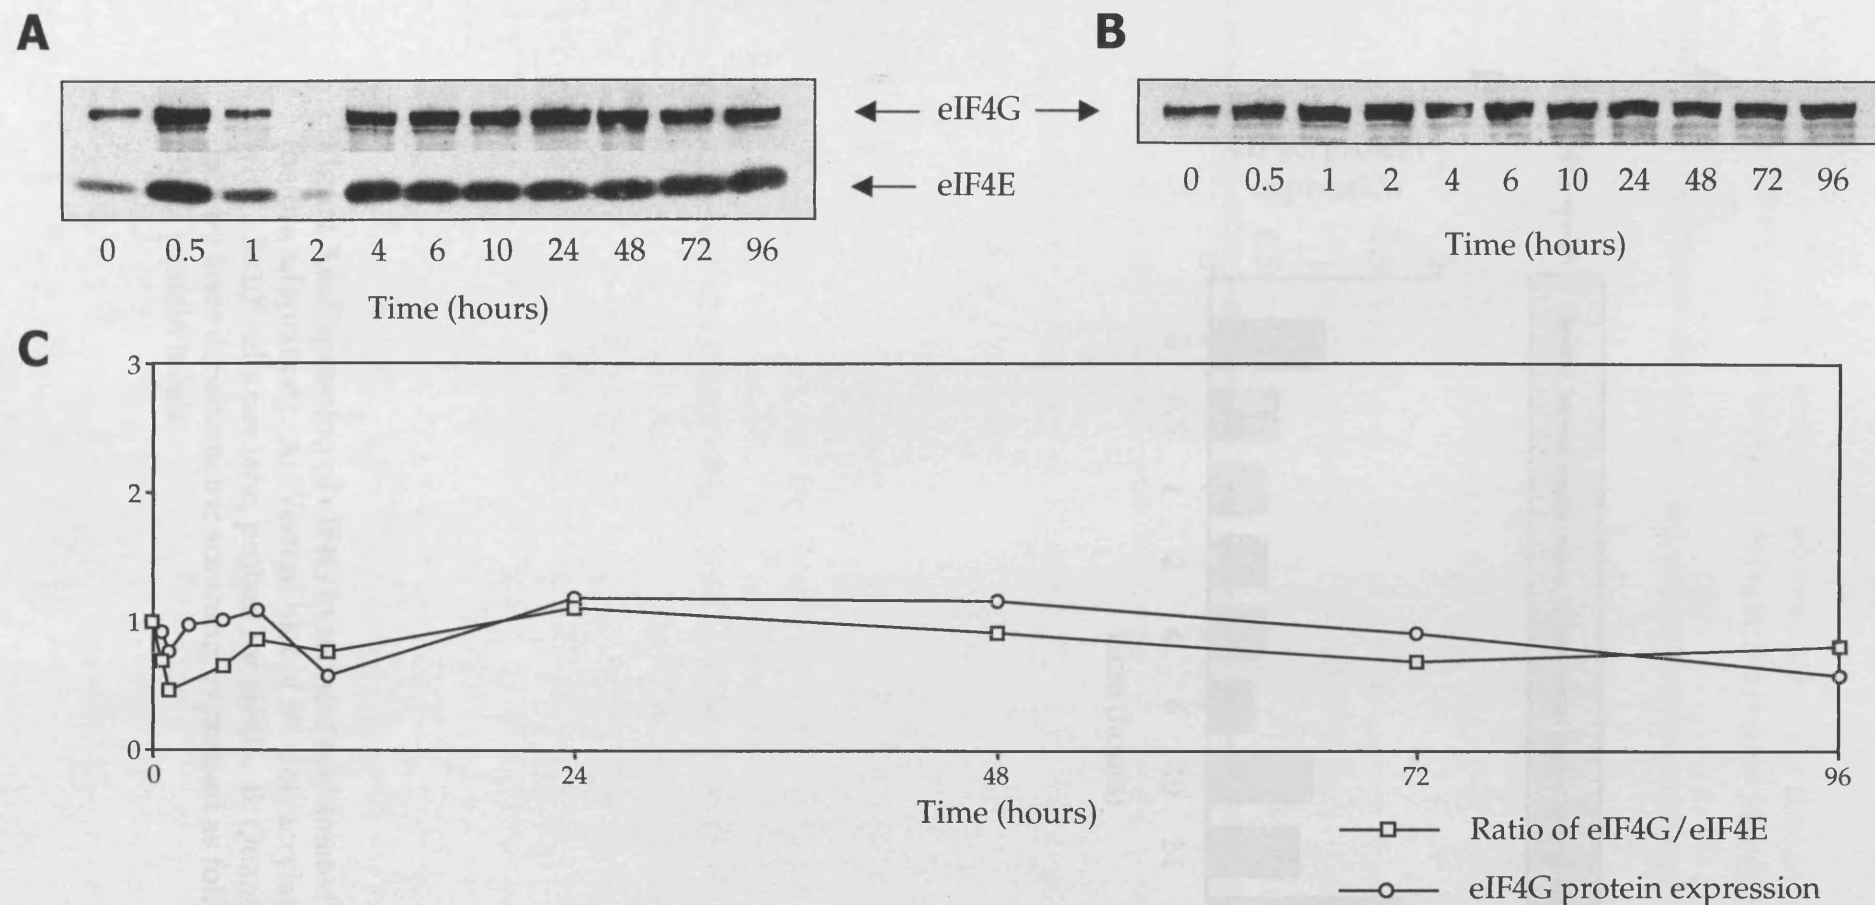 A
B
eIF4G
eIF4E
0 0.5 1 2 4 6 10 24 48 72 96
Time (hours)
0 0.5 1 2 4 6 10 24 48 72 96
Time (hours)
C
3
2
1
0
0 24 48 72 96
Time (hours)
Ratio of eIF4G/eIF4E
eIF4G protein expression